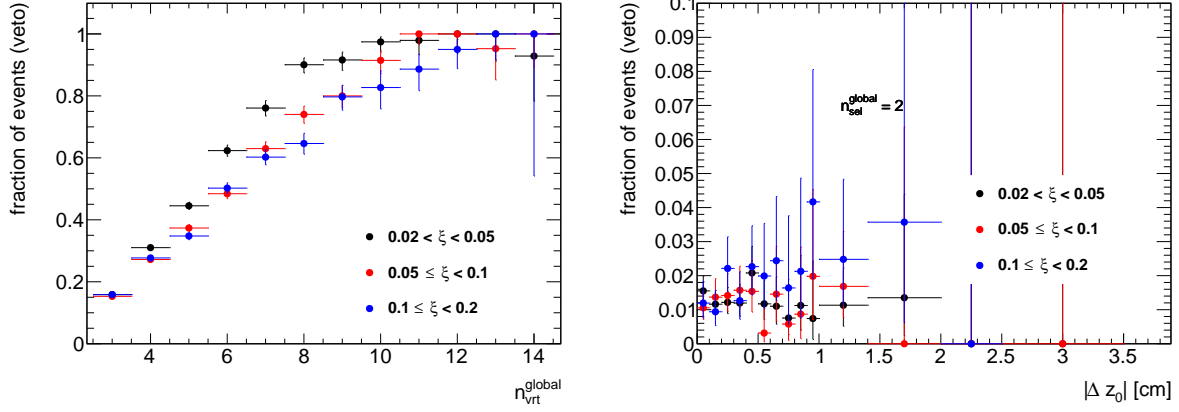 fraction of events (veto)
1
0.8
0.6
0.4
0.2
0
4 6 8 10 12 14
n_vrt^global
0.02 < ξ < 0.05
0.05 ≤ ξ < 0.1
0.1 ≤ ξ < 0.2
fraction of events (veto)
0.1
0.09
0.08
0.07
0.06
0.05
0.04
0.03
0.02
0.01
0
0 0.5 1 1.5 2 2.5 3 3.5
|Δ z₀| [cm]
n_sel^global = 2
0.02 < ξ < 0.05
0.05 ≤ ξ < 0.1
0.1 ≤ ξ < 0.2